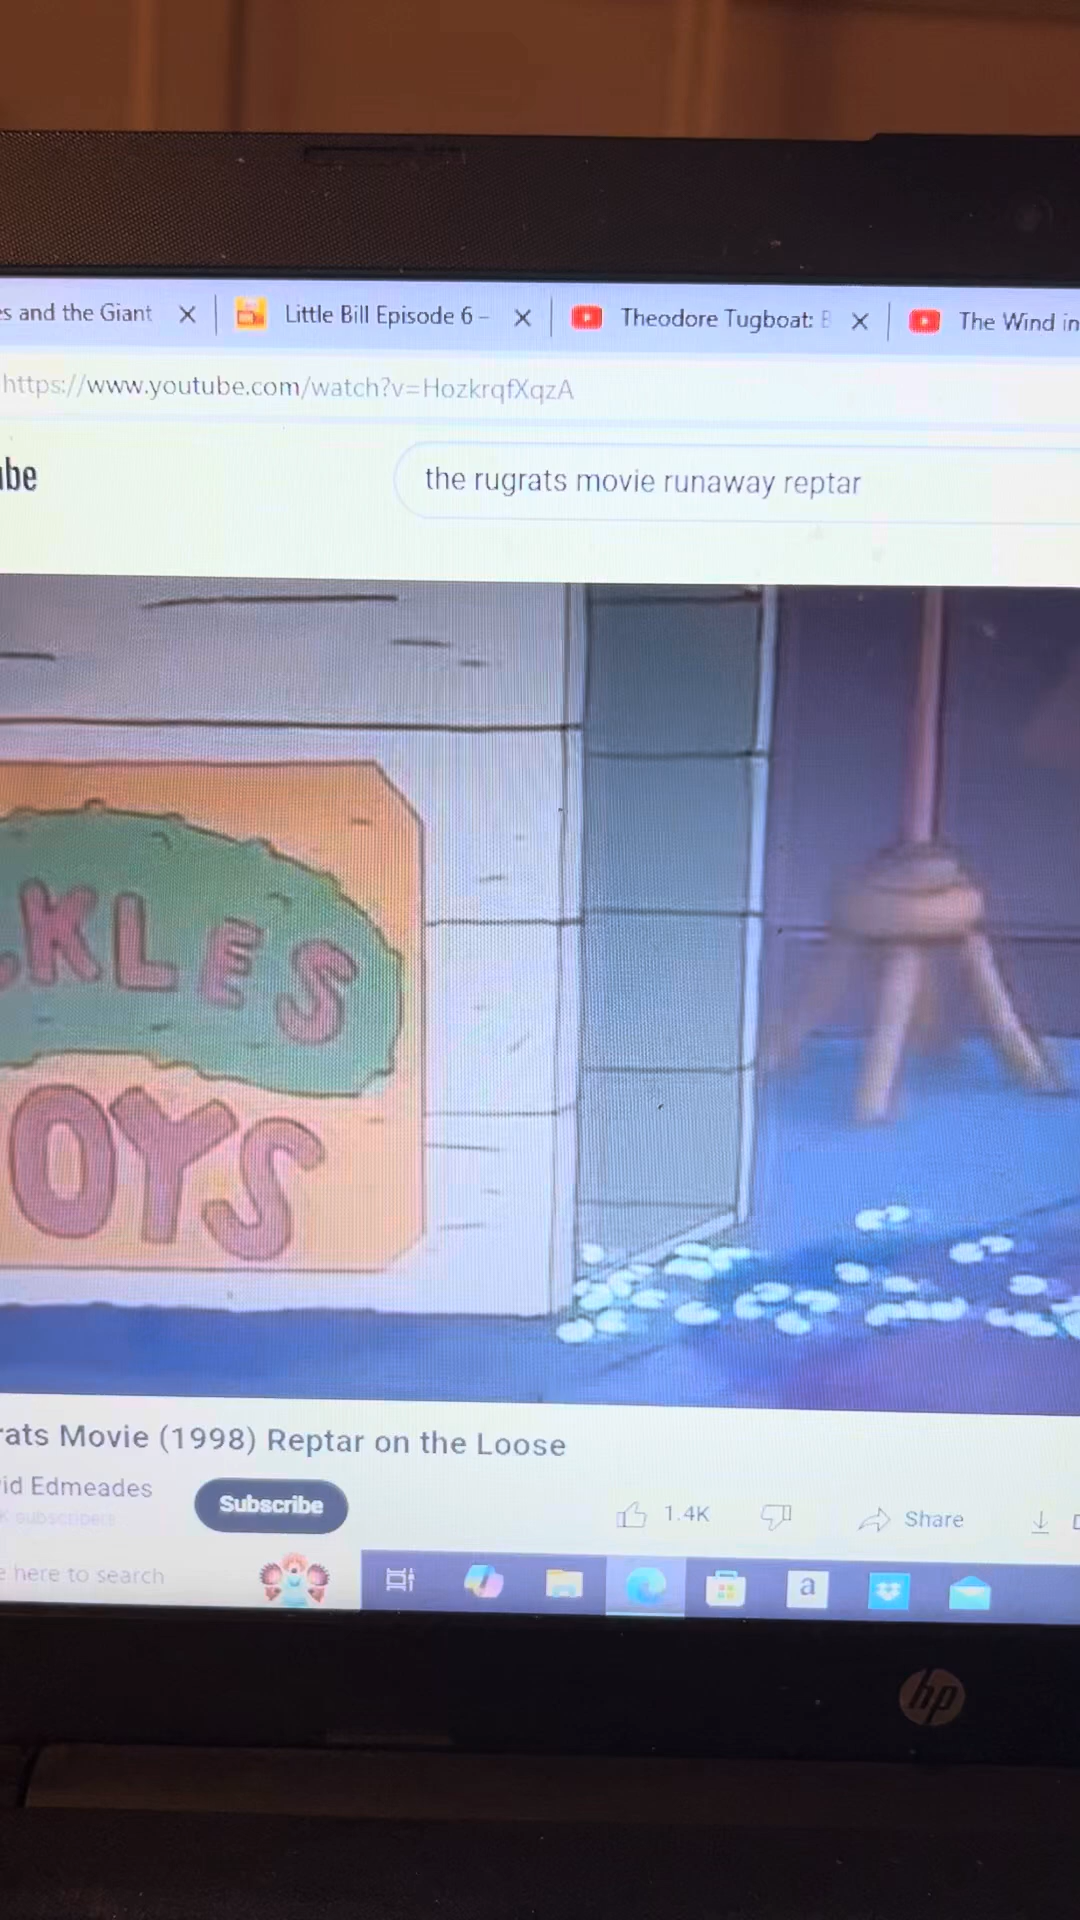 s and the Giant
Little Bill Episode 6 -
Theodore Tugboat: E
The Wind in
https://www.youtube.com/watch?v=HozkrqfXqzA
be
the rugrats movie runaway reptar
KLES
OYS
rats Movie (1998) Reptar on the Loose
id Edmeades
Subscribe
1.4K
Share
K subscribers
e here to search
a
hp